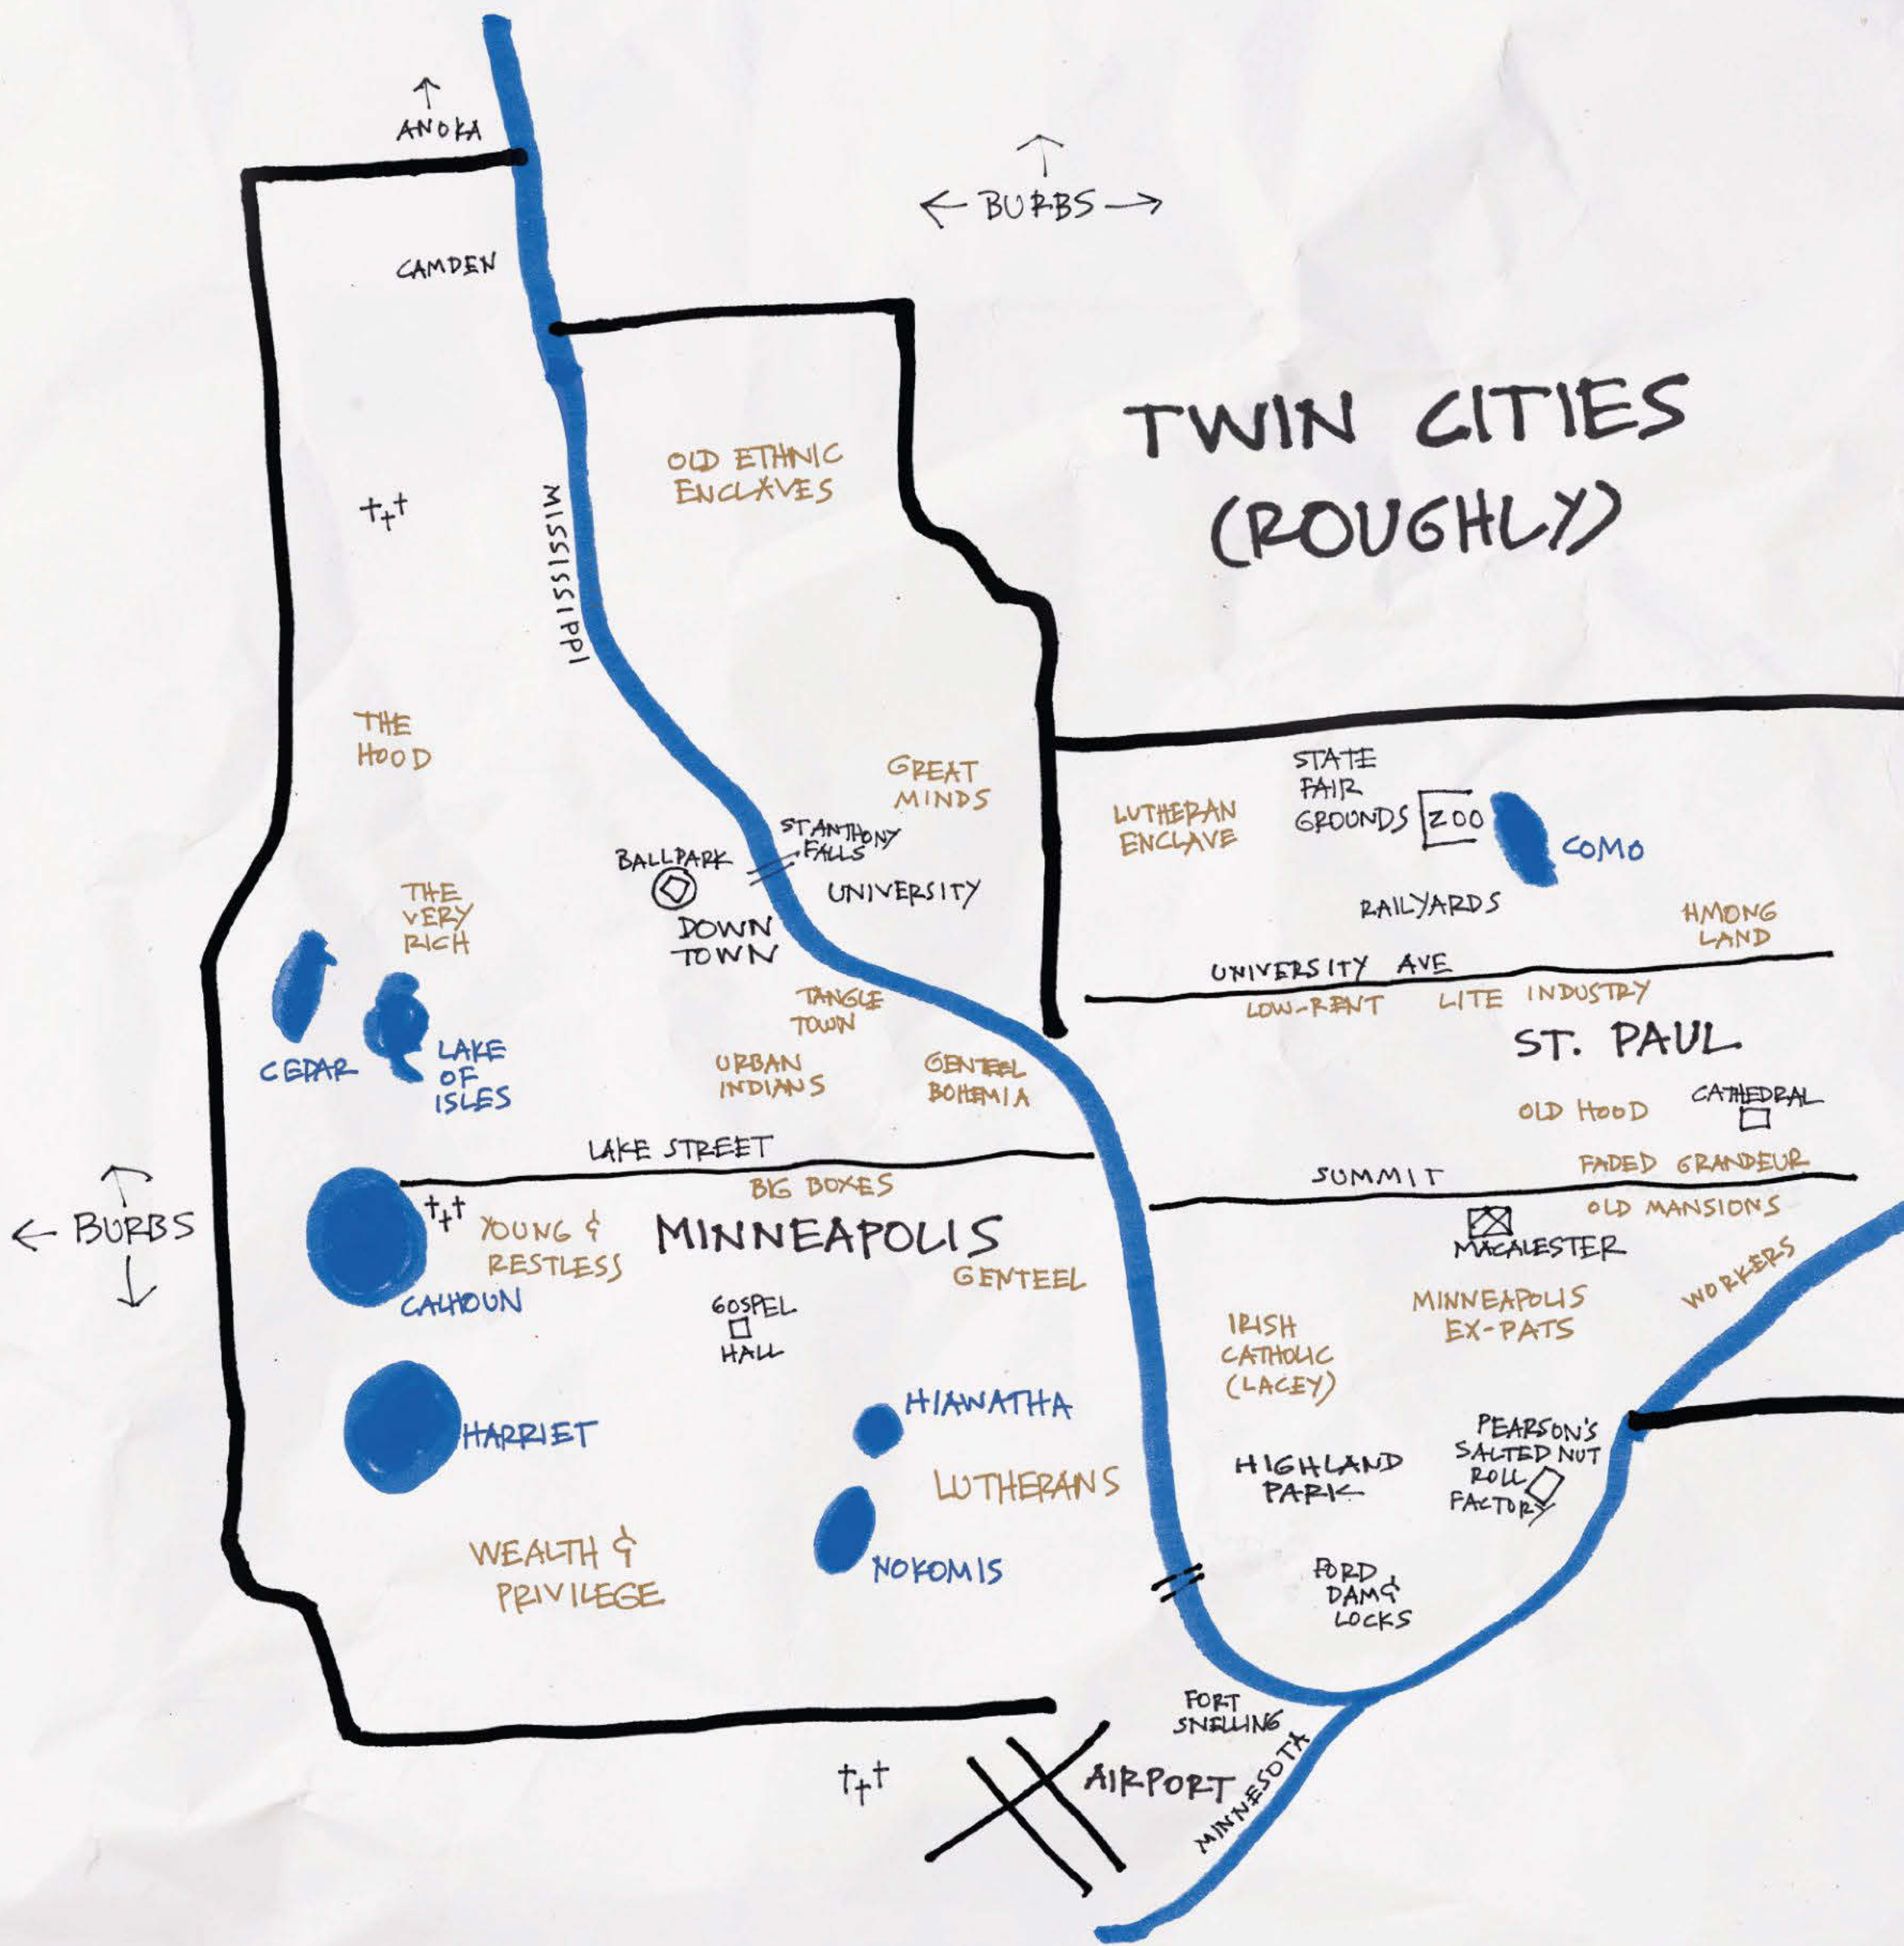 ANOKA
← BURBS →
CAMDEN
TWIN CITIES
(ROUGHLY)
OLD ETHNIC
ENCLAVES
MISSISSIPPI
THE
HOOD
GREAT
MINDS
STATE
FAIR
GROUNDS
ZOO
COMO
LUTHERAN
ENCLAVE
ST ANTHONY
FALLS
BALLPARK
UNIVERSITY
DOWN
TOWN
THE
VERY
RICH
RAILYARDS
HMONG
LAND
UNIVERSITY AVE
LOW-RENT LITE INDUSTRY
ST. PAUL
TANGLE
TOWN
CEDAR
LAKE
OF
ISLES
URBAN
INDIANS
GENTEEL
BOHEMIA
OLD HOOD
CATHEDRAL
LAKE STREET
BIG BOXES
SUMMIT
FADED GRANDEUR
OLD MANSIONS
← BURBS
YOUNG &
RESTLESS
MINNEAPOLIS
GENTEEL
MACALESTER
WORKERS
CALHOUN
GOSPEL
HALL
MINNEAPOLIS
EX-PATS
IRISH
CATHOLIC
(LACEY)
HARRIET
HIAWATHA
LUTHERANS
HIGHLAND
PARK
PEARSON'S
SALTED NUT
ROLL
FACTORY
NOKOMIS
WEALTH &
PRIVILEGE
FORD
DAM &
LOCKS
FORT
SNELLING
AIRPORT
MINNESOTA